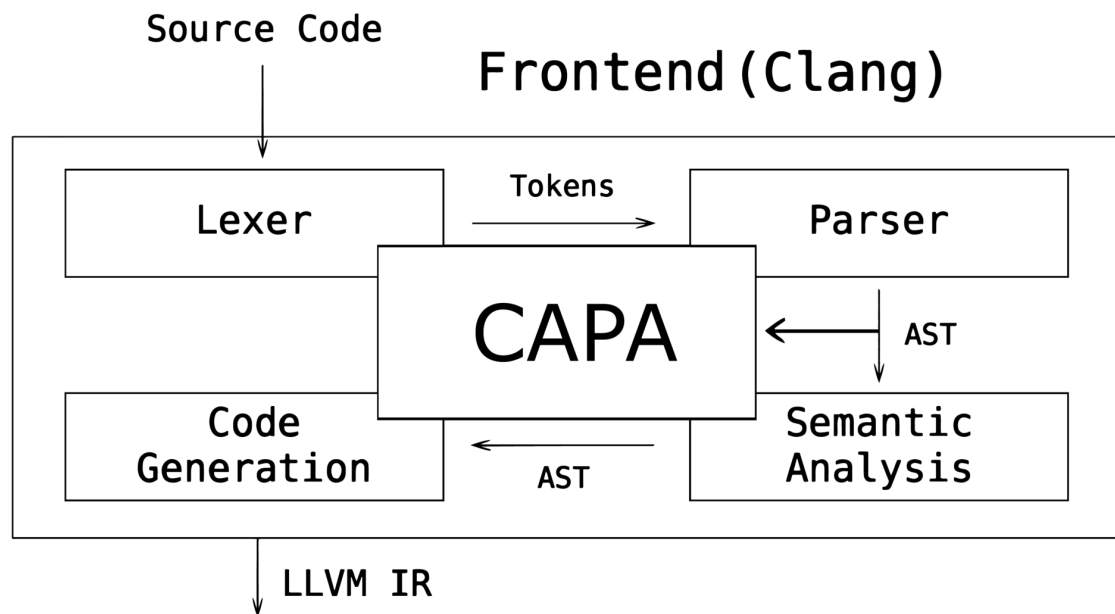 Source Code
Frontend(Clang)
Lexer
Tokens
Parser
CAPA
AST
Code
Generation
AST
Semantic
Analysis
LLVM IR